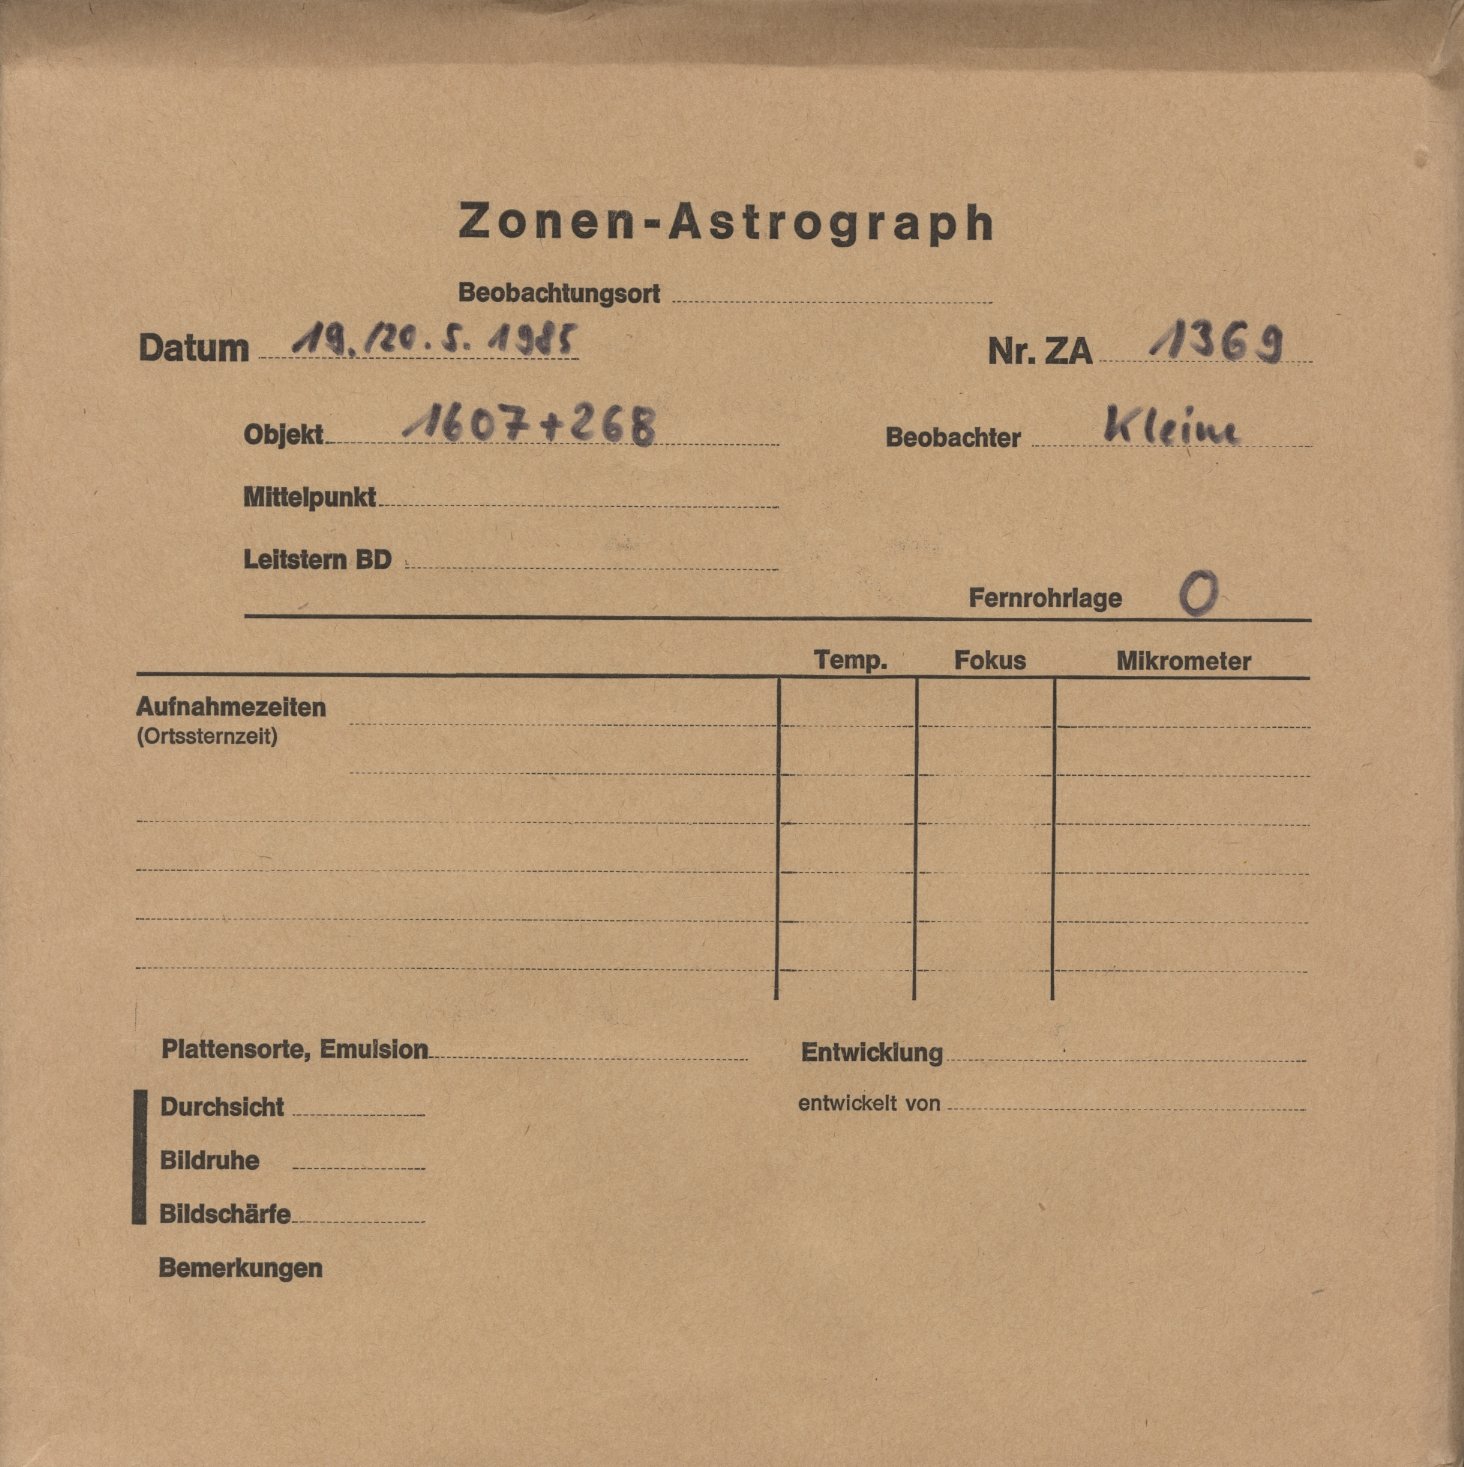 Zonen-Astrograph
Beobachtungsort
Datum 19./20.5.1985 Nr. ZA 1369
Objekt 1607+268 Beobachter Kleine
Mittelpunkt
Leitstern BD
Fernrohrlage O
Temp. Fokus Mikrometer
Aufnahmezeiten
(Ortssternzeit)
Plattensorte, Emulsion Entwicklung
Durchsicht entwickelt von
Bildruhe
Bildschärfe
Bemerkungen